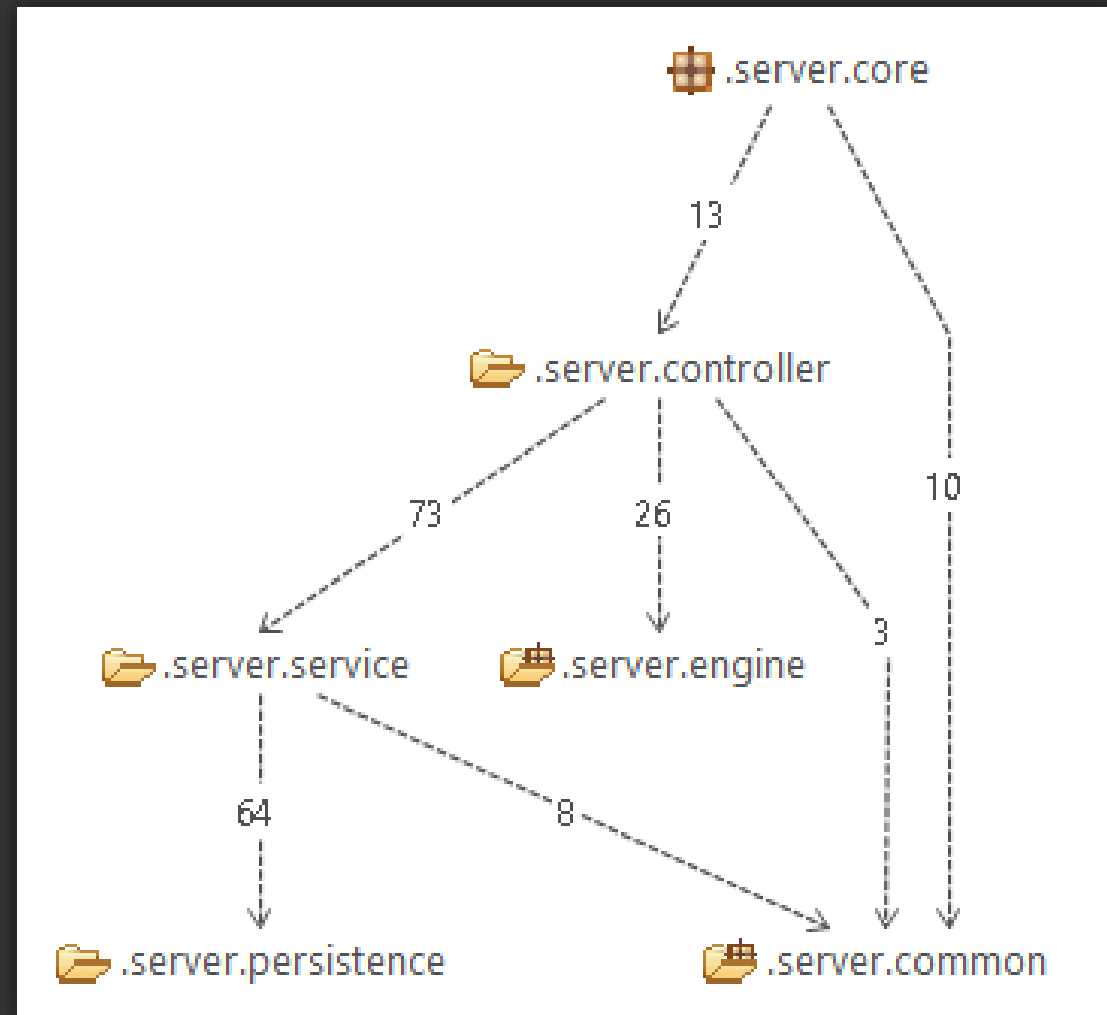 .server.core
13
.server.controller
10
73
26
3
.server.service
.server.engine
64
8
.server.persistence
.server.common